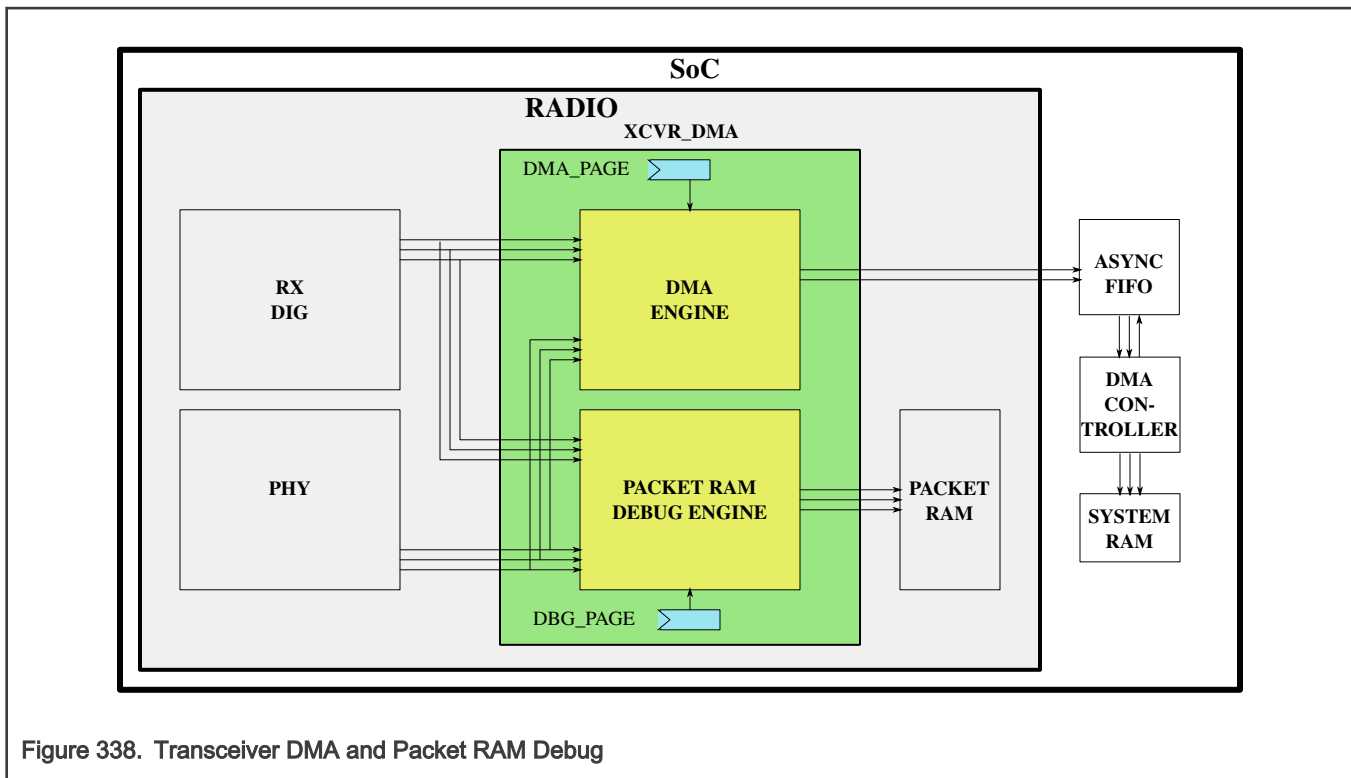 SoC
RADIO
XCVR_DMA
DMA_PAGE
RX
DIG
DMA
ENGINE
ASYNC
FIFO
DMA
CON-
TROLLER
PHY
PACKET RAM
DEBUG ENGINE
PACKET
RAM
SYSTEM
RAM
DBG_PAGE
Figure 338. Transceiver DMA and Packet RAM Debug